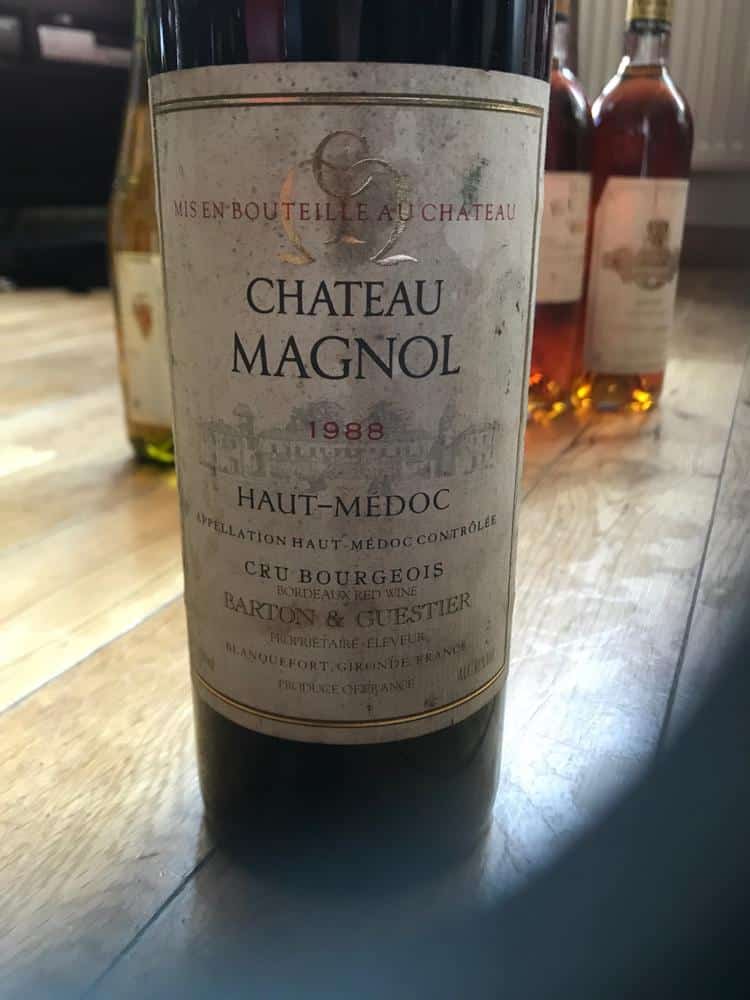 MIS EN BOUTEILLE AU CHATEAU
CHATEAU
MAGNOL
1988
HAUT-MÉDOC
APPELLATION HAUT-MÉDOC CONTRÔLÉE
CRU BOURGEOIS
BORDEAUX RED WINE
BARTON & GUESTIER
PROPRIÉTAIRE-ÉLEVEUR
BLANQUEFORT, GIRONDE, FRANCE
PRODUCE OF FRANCE